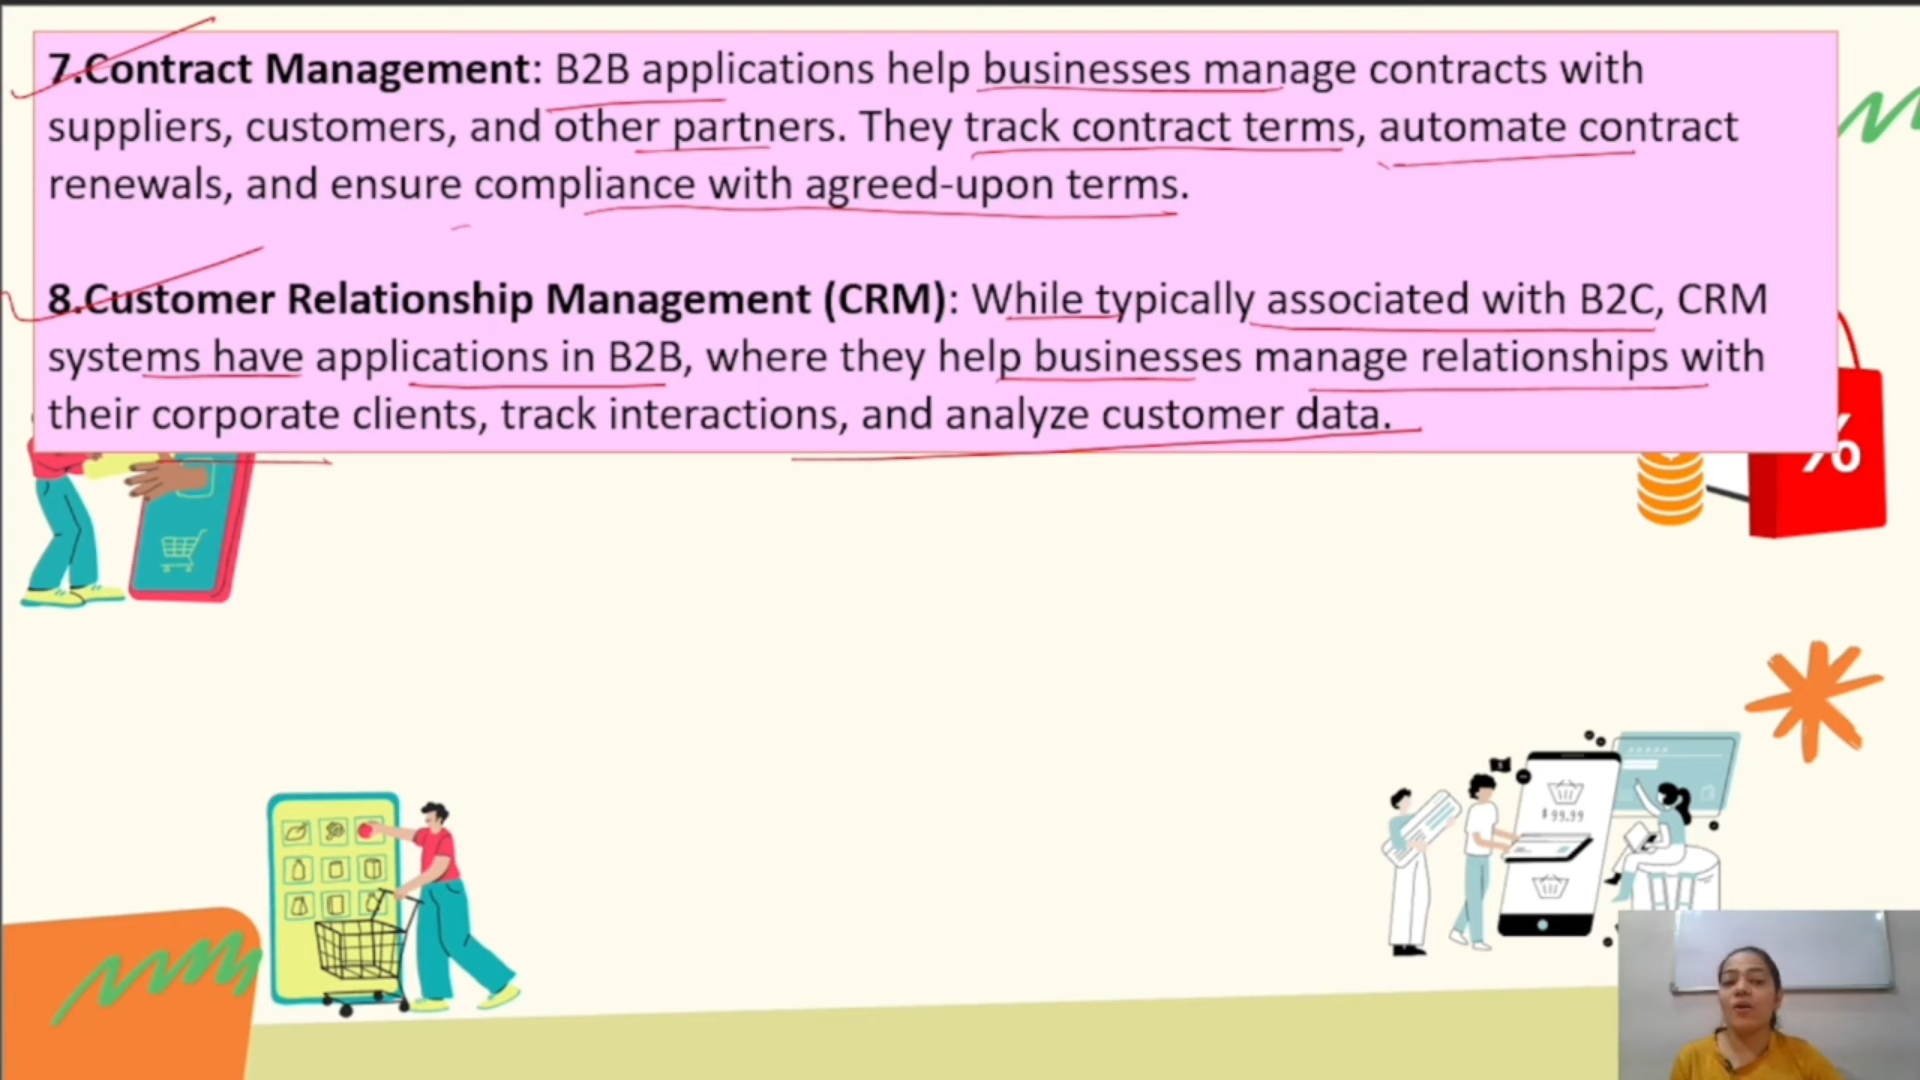 7.Contract Management: B2B applications help businesses manage contracts with
suppliers, customers, and other partners. They track contract terms, automate contract
renewals, and ensure compliance with agreed-upon terms.
8.Customer Relationship Management (CRM): While typically associated with B2C, CRM
systems have applications in B2B, where they help businesses manage relationships with
their corporate clients, track interactions, and analyze customer data.
%
$99.99